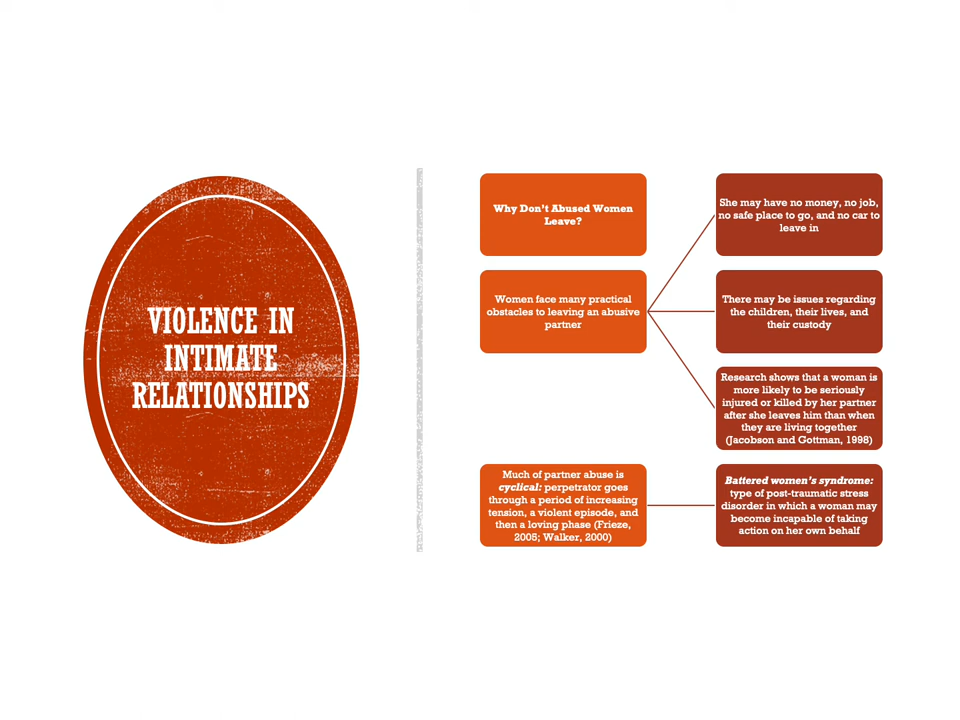 VIOLENCE IN
INTIMATE
RELATIONSHIPS
Why Don't Abused Women
Leave?
Women face many practical
obstacles to leaving an abusive
partner
She may have no money, no job,
no safe place to go, and no car to
leave in
There may be issues regarding
the children, their lives, and
their custody
Research shows that a woman is
more likely to be seriously
injured or killed by her partner
after she leaves him than when
they are living together
(Jacobson and Gottman, 1998)
Much of partner abuse is
cyclical: perpetrator goes
through a period of increasing
tension, a violent episode, and
then a loving phase (Frieze,
2005; Walker, 2000)
Battered women's syndrome:
type of post-traumatic stress
disorder in which a woman may
become incapable of taking
action on her own behalf